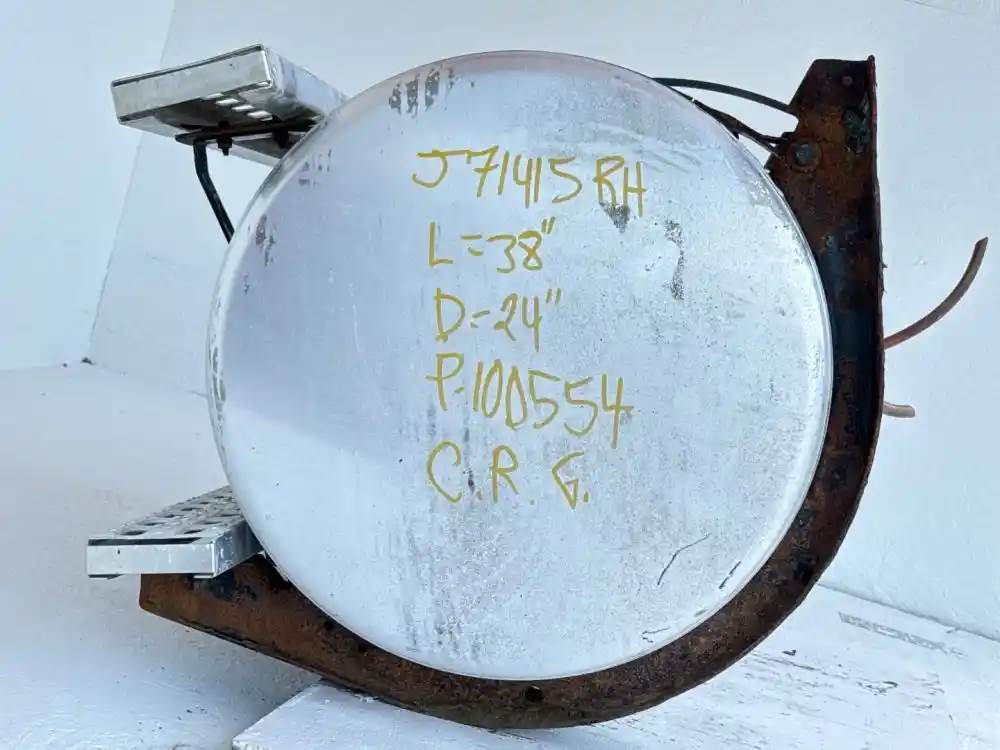 J71415 RH
L=38"
D=24"
P-100554
C.R.G.